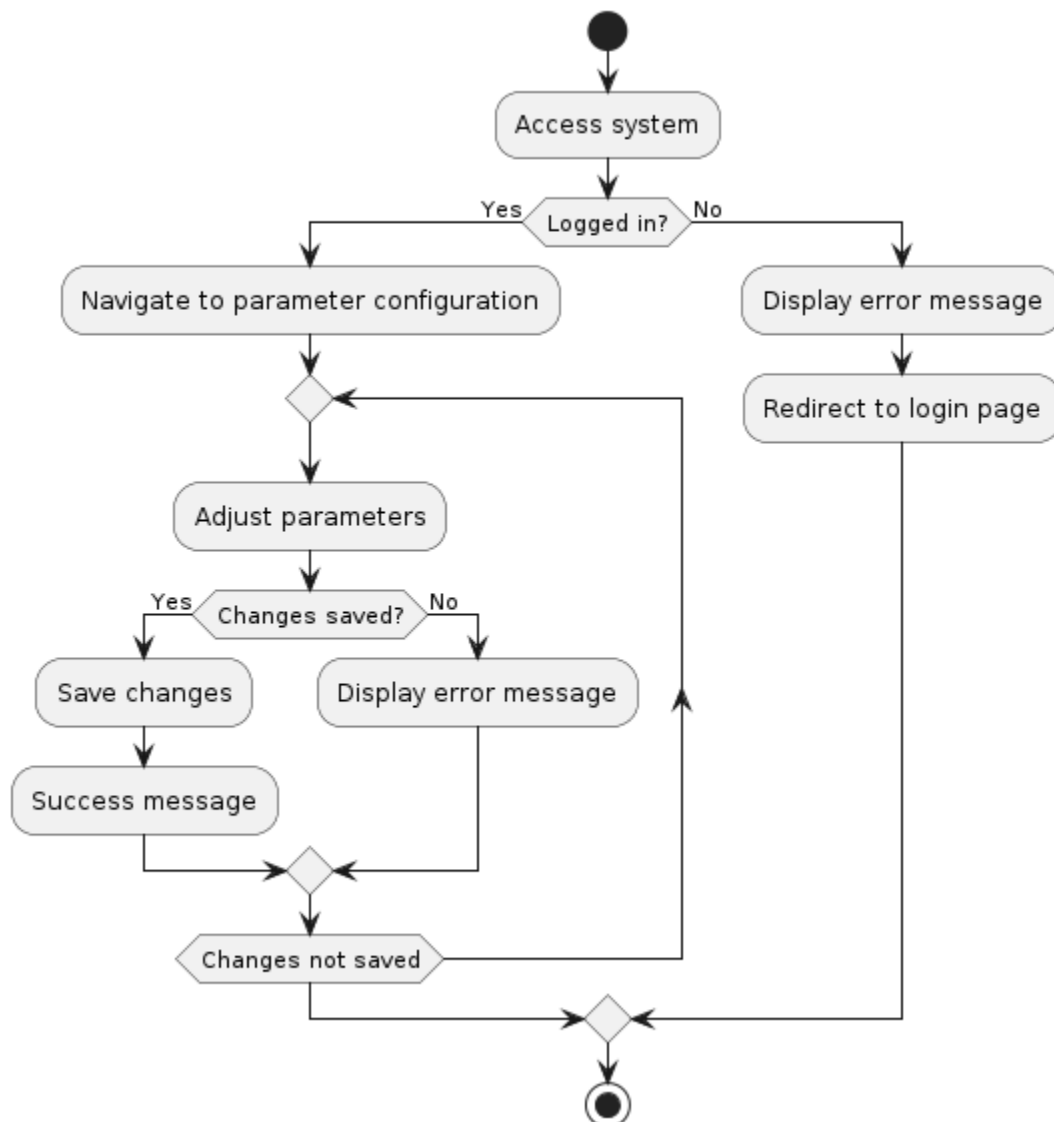 Access system
Yes
Logged in?
No
Navigate to parameter configuration
Display error message
Redirect to login page
Adjust parameters
Yes
Changes saved?
No
Save changes
Display error message
Success message
Changes not saved